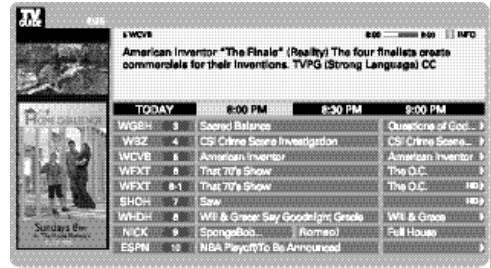 TV
GUIDE
5 WCVB 8:00 9:00 INFO
American Inventor "The Finale" (Reality) The four finalists create
commercials for their inventions. TVPG (Strong Language) CC
TODAY 8:00 PM 8:30 PM 9:00 PM
WGBH 3 Sacred Balance Questions of God...
WBZ 4 CSI Crime Scene Investigation CSI Crime Scene...
WCVB 5 American Inventor American Inventor
WFXT 6 That 70's Show The O.C.
WFXT 6-1 That 70's Show The O.C. HD
SHOH 7 Saw HD
WHDH 8 Will & Grace: Say Goodnight Gracie Will & Grace
NICK 9 SpongeBob... Romeo! Full House
ESPN 10 NBA Playoff/To Be Announced
HOME CHALLENGE
Sundays 8